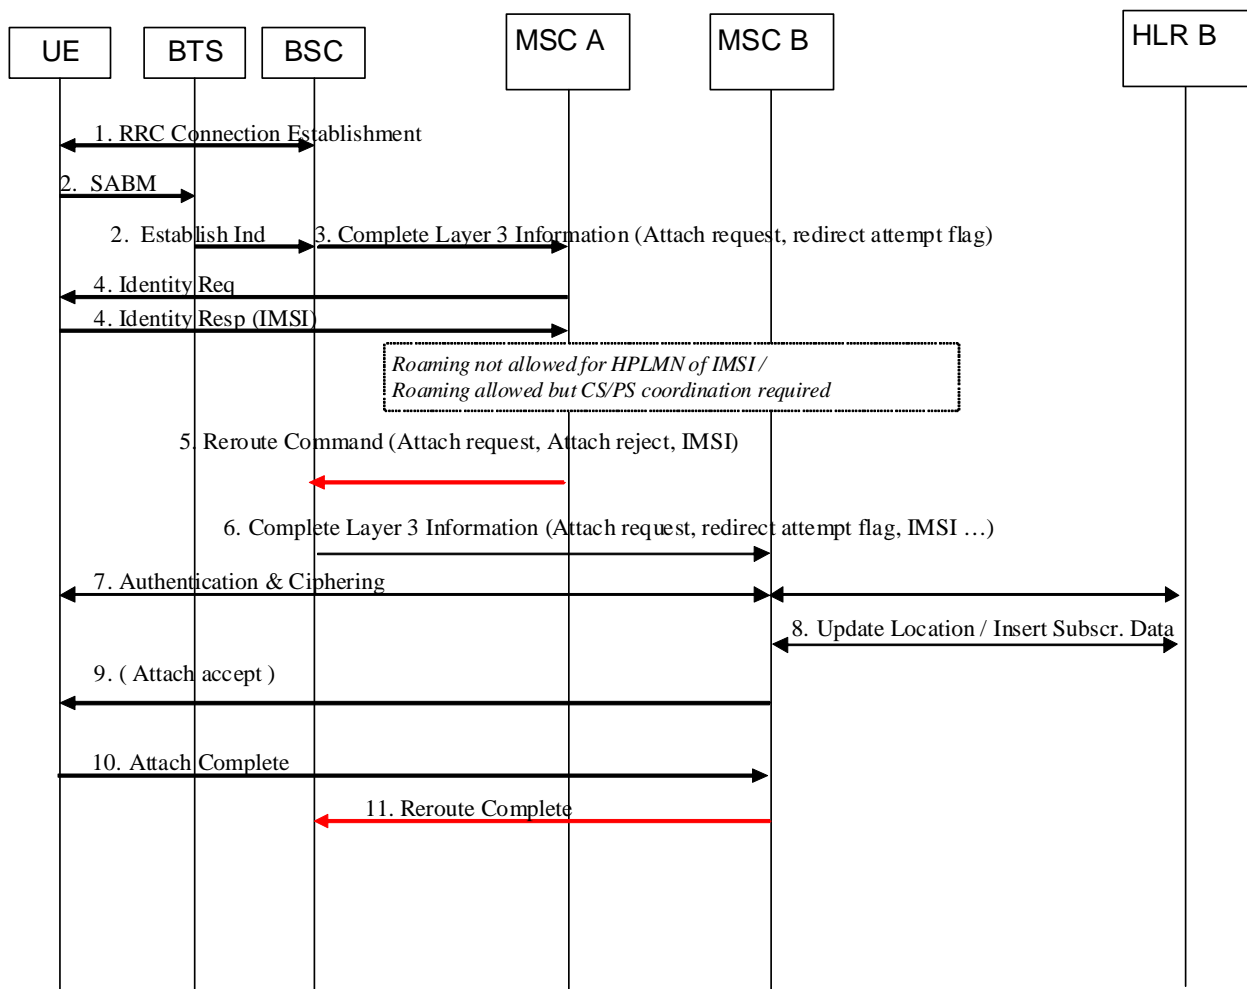 UE
BTS
BSC
MSC A
MSC B
HLR B
1. RRC Connection Establishment
2. SABM
2. Establish Ind
3. Complete Layer 3 Information (Attach request, redirect attempt flag)
4. Identity Req
4. Identity Resp (IMSI)
Roaming not allowed for HPLMN of IMSI /
Roaming allowed but CS/PS coordination required
5. Reroute Command (Attach request, Attach reject, IMSI)
6. Complete Layer 3 Information (Attach request, redirect attempt flag, IMSI …)
7. Authentication & Ciphering
8. Update Location / Insert Subscr. Data
9. ( Attach accept )
10. Attach Complete
11. Reroute Complete